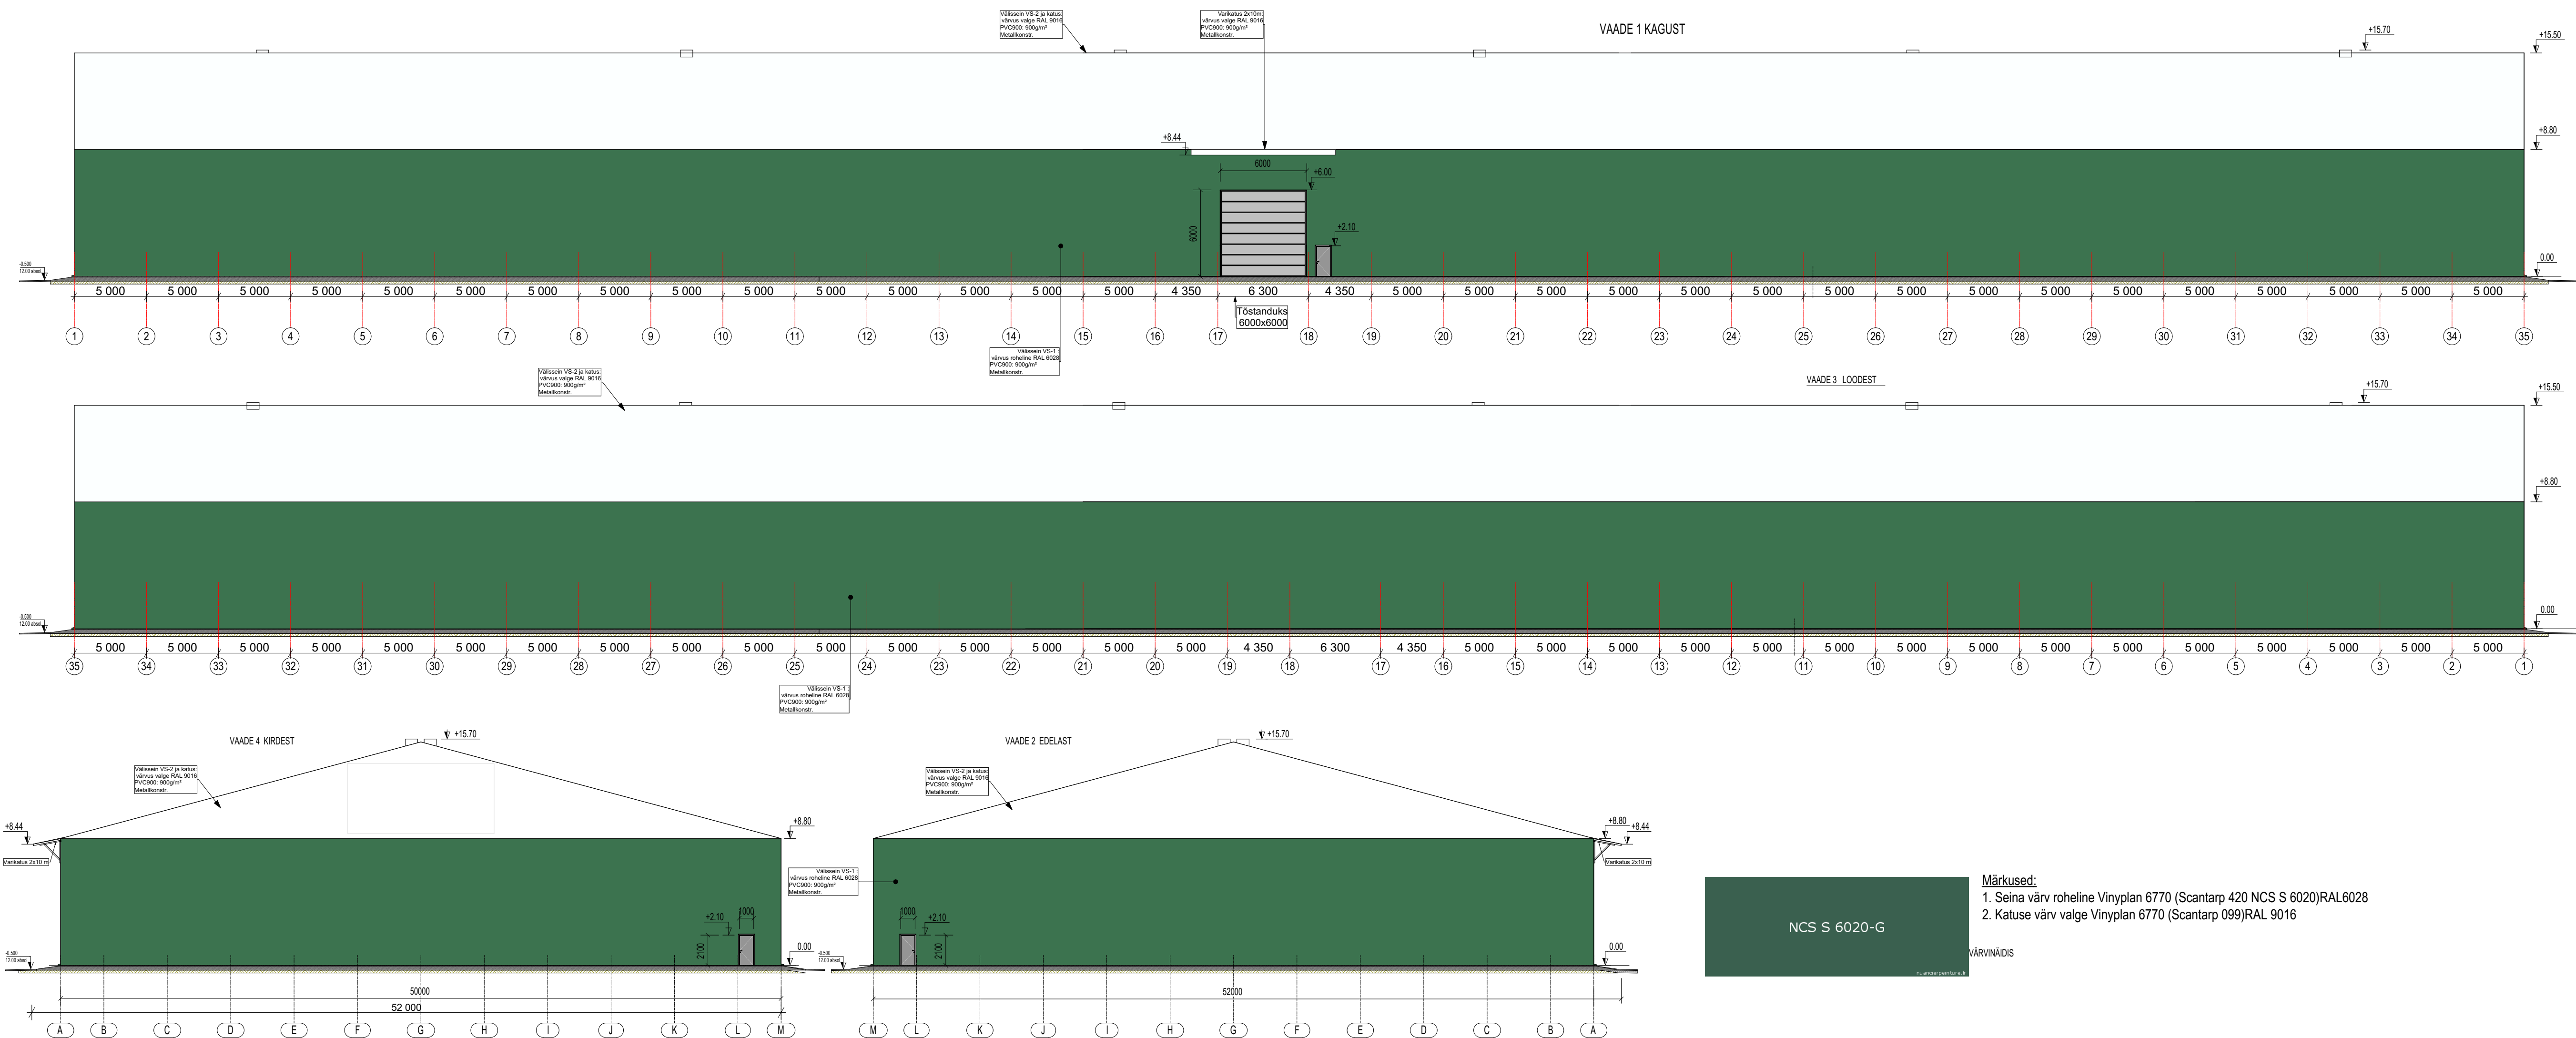 VAADE 1 KAGUST
Välissein VS-2 ja katus:
värvus valge RAL 9016
PVC900: 900g/m²
Metallkonstr.
Varikatus 2x10m:
värvus valge RAL 9016
PVC900: 900g/m²
Metallkonstr.
+15.70
+15.50
+8.44
+8.80
6000
+6.00
6000
+2.10
-0.500
12.00 absol.
0.00
5 000 5 000 5 000 5 000 5 000 5 000 5 000 5 000 5 000 5 000 5 000 5 000 5 000 5 000 5 000 4 350 6 300 4 350 5 000 5 000 5 000 5 000 5 000 5 000 5 000 5 000 5 000 5 000 5 000 5 000 5 000 5 000 5 000 5 000
Tõstanduks
6000x6000
1 2 3 4 5 6 7 8 9 10 11 12 13 14 15 16 17 18 19 20 21 22 23 24 25 26 27 28 29 30 31 32 33 34 35
Välissein VS-1 :
värvus roheline RAL 6028
PVC900: 900g/m²
Metallkonstr.
VAADE 3 LOODEST
Välissein VS-2 ja katus:
värvus valge RAL 9016
PVC900: 900g/m²
Metallkonstr.
+15.70
+15.50
+8.80
-0.500
12.00 absol.
0.00
5 000 5 000 5 000 5 000 5 000 5 000 5 000 5 000 5 000 5 000 5 000 5 000 5 000 5 000 5 000 5 000 4 350 6 300 4 350 5 000 5 000 5 000 5 000 5 000 5 000 5 000 5 000 5 000 5 000 5 000 5 000 5 000 5 000 5 000
35 34 33 32 31 30 29 28 27 26 25 24 23 22 21 20 19 18 17 16 15 14 13 12 11 10 9 8 7 6 5 4 3 2 1
Välissein VS-1 :
värvus roheline RAL 6028
PVC900: 900g/m²
Metallkonstr.
VAADE 4 KIRDEST
+15.70
Välissein VS-2 ja katus:
värvus valge RAL 9016
PVC900: 900g/m²
Metallkonstr.
+8.44
+8.80
Varikatus 2x10 m
1000
+2.10
2100
-0.500
12.00 absol.
0.00
50000
52 000
A B C D E F G H I J K L M
VAADE 2 EDELAST
+15.70
Välissein VS-2 ja katus:
värvus valge RAL 9016
PVC900: 900g/m²
Metallkonstr.
+8.80
+8.44
Varikatus 2x10 m
Välissein VS-1 :
värvus roheline RAL 6028
PVC900: 900g/m²
Metallkonstr.
1000
+2.10
2100
-0.500
12.00 absol.
0.00
52000
M L K J I H G F E D C B A
NCS S 6020-G
nuancierpeinture.fr
VÄRVINÄIDIS
Märkused:
1. Seina värv roheline Vinyplan 6770 (Scantarp 420 NCS S 6020)RAL6028
2. Katuse värv valge Vinyplan 6770 (Scantarp 099)RAL 9016